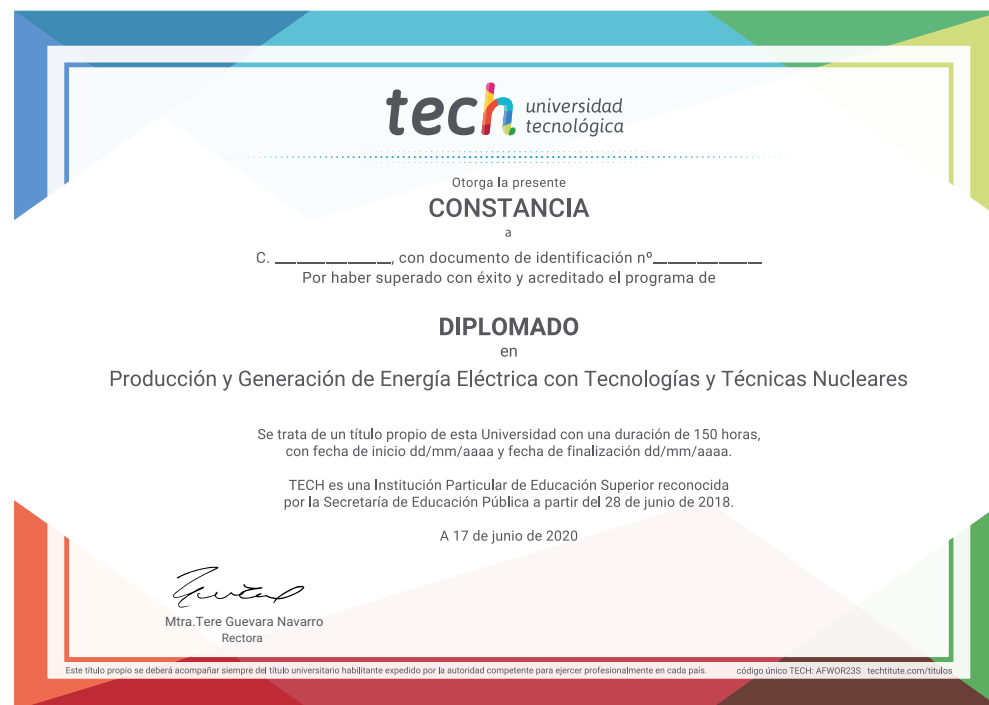 tech universidad
tecnológica
Otorga la presente
CONSTANCIA
a
C. ________________, con documento de identificación nº_______________
Por haber superado con éxito y acreditado el programa de
DIPLOMADO
en
Producción y Generación de Energía Eléctrica con Tecnologías y Técnicas Nucleares
Se trata de un título propio de esta Universidad con una duración de 150 horas,
con fecha de inicio dd/mm/aaaa y fecha de finalización dd/mm/aaaa.
TECH es una Institución Particular de Educación Superior reconocida
por la Secretaría de Educación Pública a partir del 28 de junio de 2018.
A 17 de junio de 2020
Mtra.Tere Guevara Navarro
Rectora
Este título propio se deberá acompañar siempre del título universitario habilitante expedido por la autoridad competente para ejercer profesionalmente en cada país. código único TECH: AFWOR23S techtitute.com/titulos